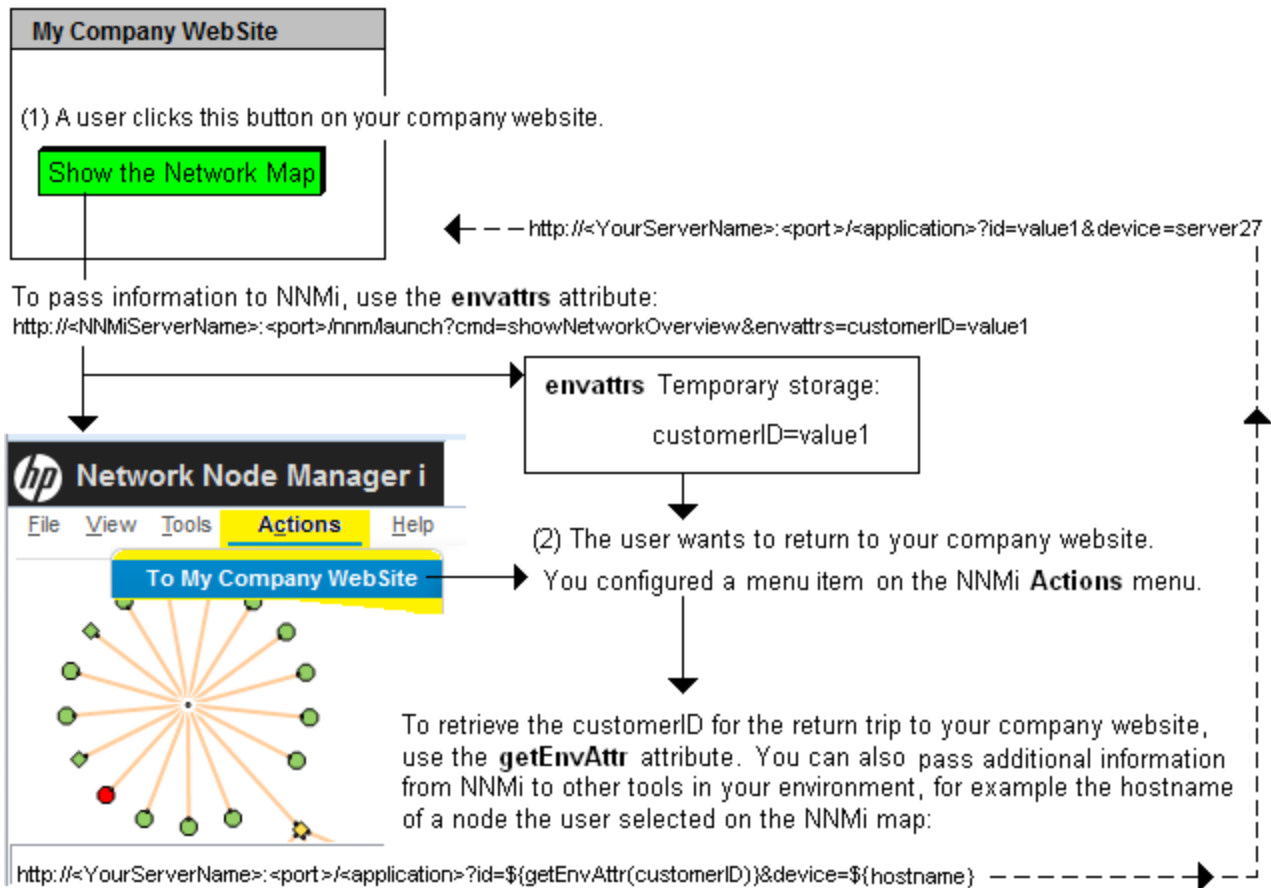 My Company WebSite
(1) A user clicks this button on your company website.
Show the Network Map
http://<YourServerName>:<port>/<application>?id=value1&device=server27
To pass information to NNMi, use the envattrs attribute:
http://<NNMiServerName>:<port>/nnm/launch?cmd=showNetworkOverview&envattrs=customerID=value1
envattrs Temporary storage:
customerID=value1
hp Network Node Manager i
File View Tools Actions Help
To My Company WebSite
(2) The user wants to return to your company website.
You configured a menu item on the NNMi Actions menu.
To retrieve the customerID for the return trip to your company website,
use the getEnvAttr attribute. You can also pass additional information
from NNMi to other tools in your environment, for example the hostname
of a node the user selected on the NNMi map:
http://<YourServerName>:<port>/<application>?id=${getEnvAttr(customerID)}&device=${hostname}